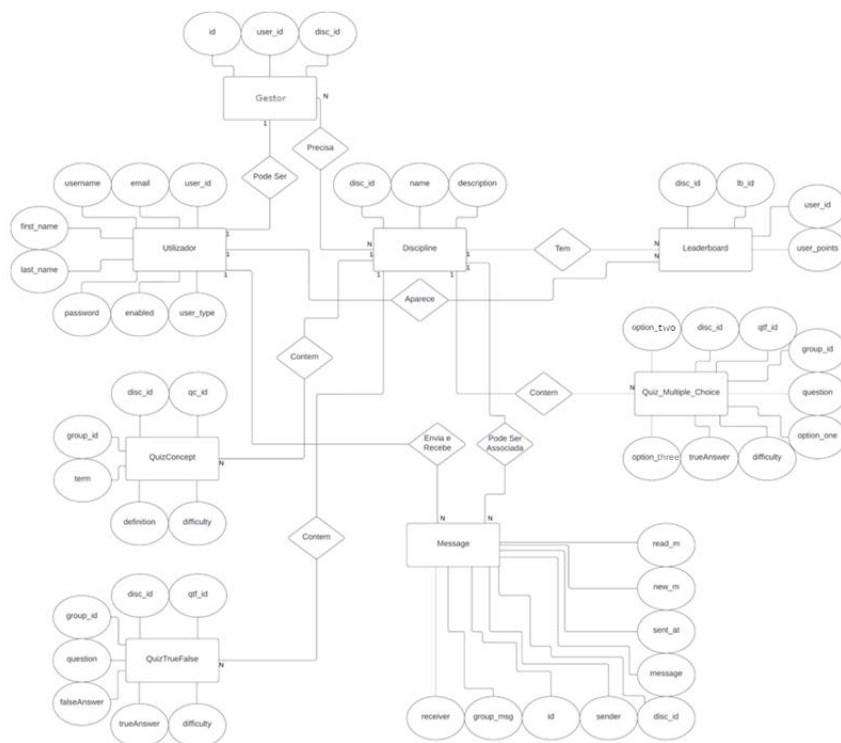 id
user_id
disc_id
Gestor
N
1
Precisa
Pode Ser
username
email
user_id
disc_id
name
description
disc_id
lb_id
first_name
user_id
Utilizador
1
1
1
N
1
1
1
1
Discipline
Tem
N
N
Leaderboard
last_name
user_points
password
enabled
user_type
Aparece
option_two
disc_id
qtf_id
group_id
Contem
disc_id
qc_id
Contem
N
Quiz_Multiple_Choice
question
option_one
group_id
QuizConcept
N
term
Envia e
Recebe
Pode Ser
Associada
option_three
trueAnswer
difficulty
definition
difficulty
N
N
Contem
Message
read_m
new_m
disc_id
qtf_id
group_id
sent_at
question
QuizTrueFalse
N
message
falseAnswer
trueAnswer
difficulty
receiver
group_msg
id
sender
disc_id